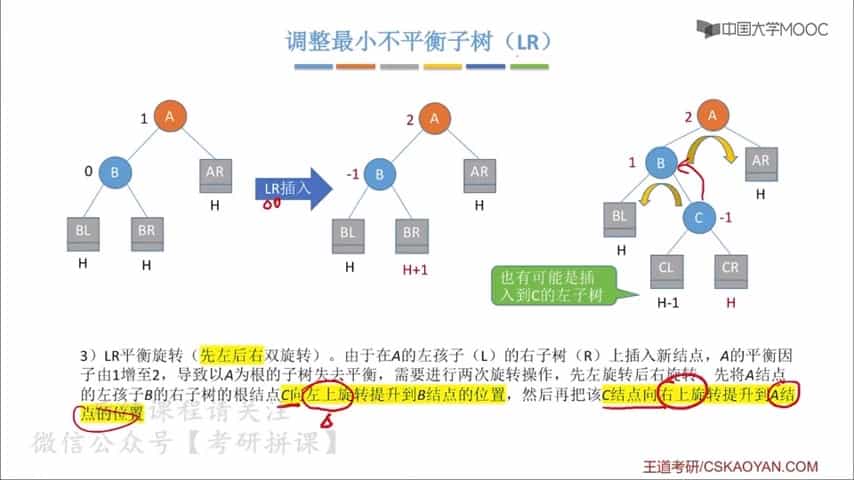 调整最小不平衡子树（LR）
中国大学MOOC
1
A
0
B
AR
H
BL
BR
H
H
LR插入
2
A
-1
B
AR
H
BL
BR
H
H+1
2
A
1
B
AR
H
BL
C
-1
H
CL
CR
H-1
H
也有可能是插
入到C的左子树
3）LR平衡旋转（先左后右双旋转）。由于在A的左孩子（L）的右子树（R）上插入新结点，A的平衡因
子由1增至2，导致以A为根的子树失去平衡，需要进行两次旋转操作，先左旋转后右旋转。先将A结点
的左孩子B的右子树的根结点C向左上旋转提升到B结点的位置，然后再把该C结点向右上旋转提升到A结
点的位置
课程请关注
微信公众号【考研拼课】
王道考研/CSKAOYAN.COM